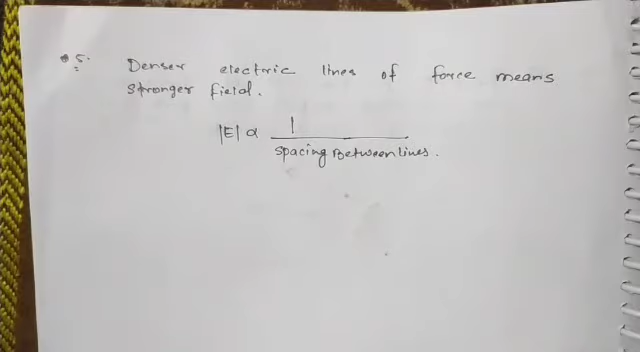 5.
Denser electric lines of force means
stronger field.
|E| ∝ 1
spacing Between lines.